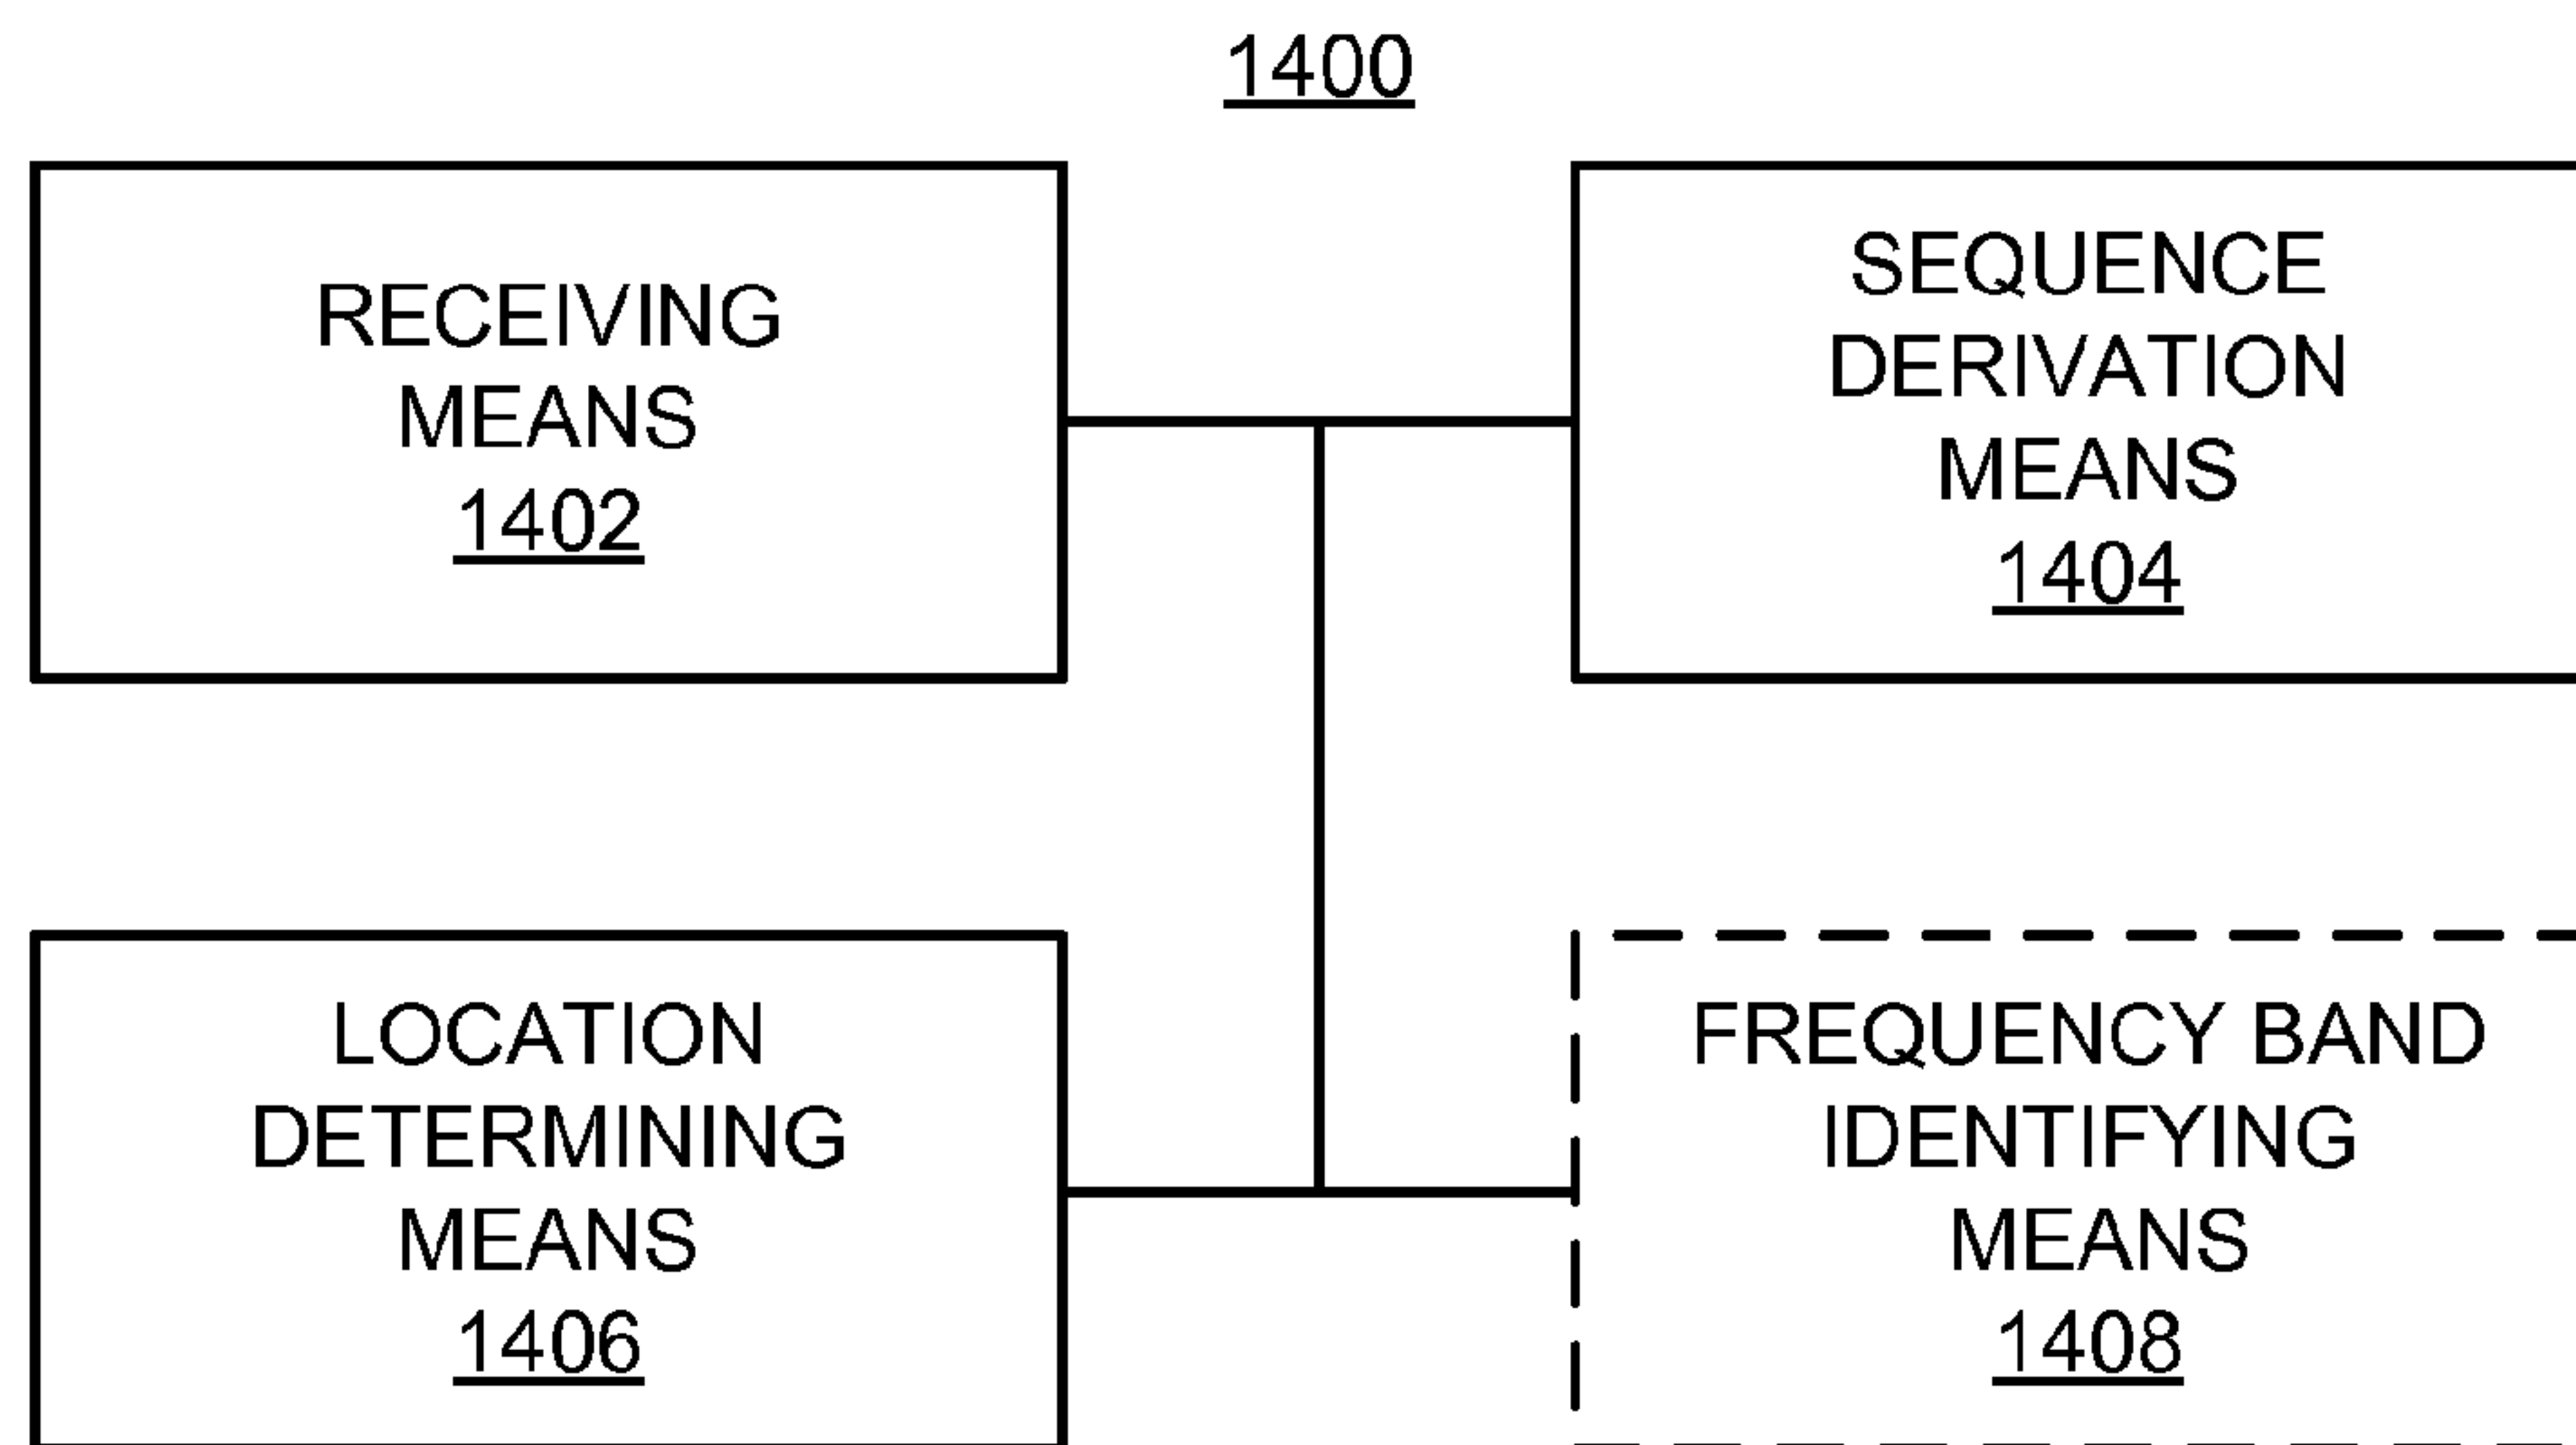 1400
RECEIVING
MEANS
1402
SEQUENCE
DERIVATION
MEANS
1404
LOCATION
DETERMINING
MEANS
1406
FREQUENCY BAND
IDENTIFYING
MEANS
1408